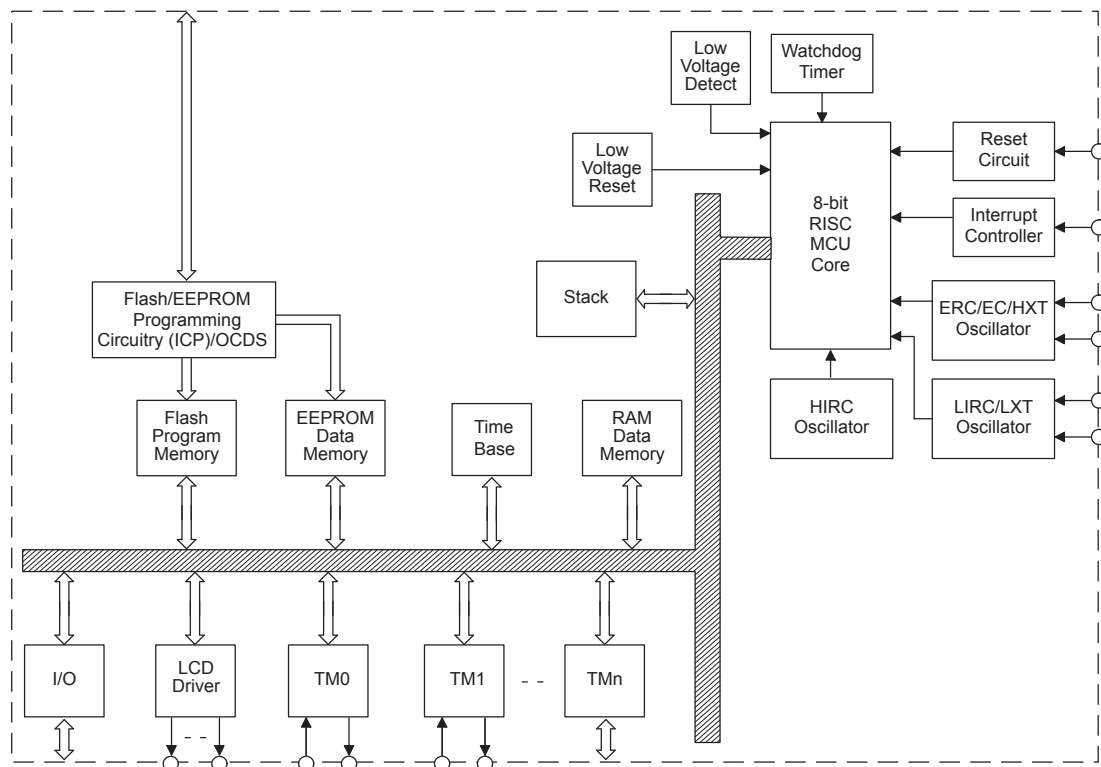 Low
Voltage
Detect
Watchdog
Timer
Low
Voltage
Reset
8-bit
RISC
MCU
Core
Reset
Circuit
Interrupt
Controller
Flash/EEPROM
Programming
Circuitry (ICP)/OCDS
Stack
ERC/EC/HXT
Oscillator
HIRC
Oscillator
LIRC/LXT
Oscillator
Flash
Program
Memory
EEPROM
Data
Memory
Time
Base
RAM
Data
Memory
I/O
LCD
Driver
TM0
TM1
TMn